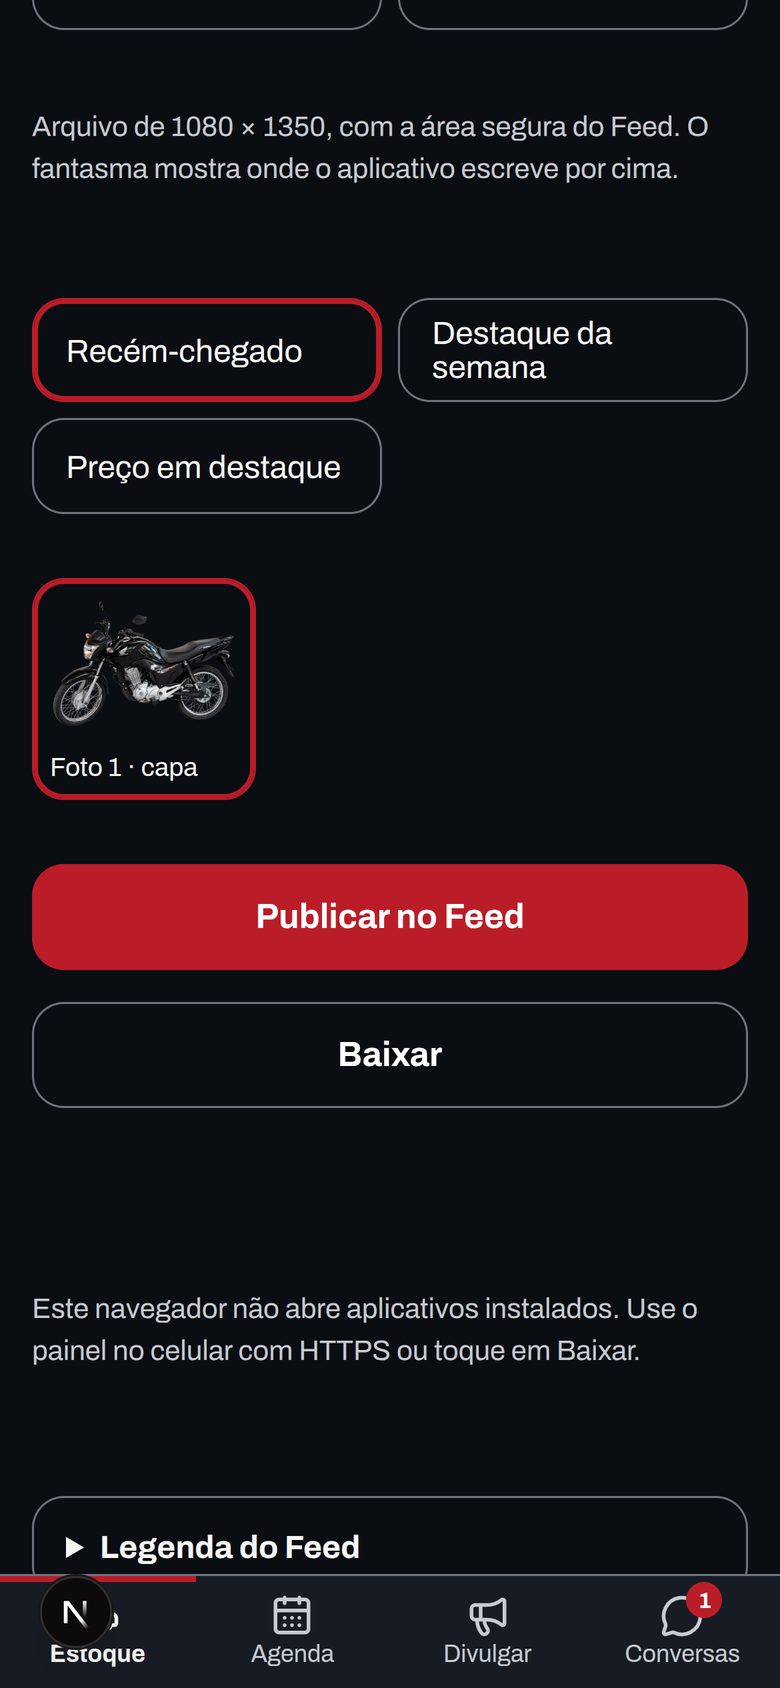 Arquivo de 1080 × 1350, com a área segura do Feed. O
fantasma mostra onde o aplicativo escreve por cima.
Recém-chegado
Destaque da
semana
Preço em destaque
Foto 1 · capa
Publicar no Feed
Baixar
Este navegador não abre aplicativos instalados. Use o
painel no celular com HTTPS ou toque em Baixar.
Legenda do Feed
N
1
Estoque
Agenda
Divulgar
Conversas